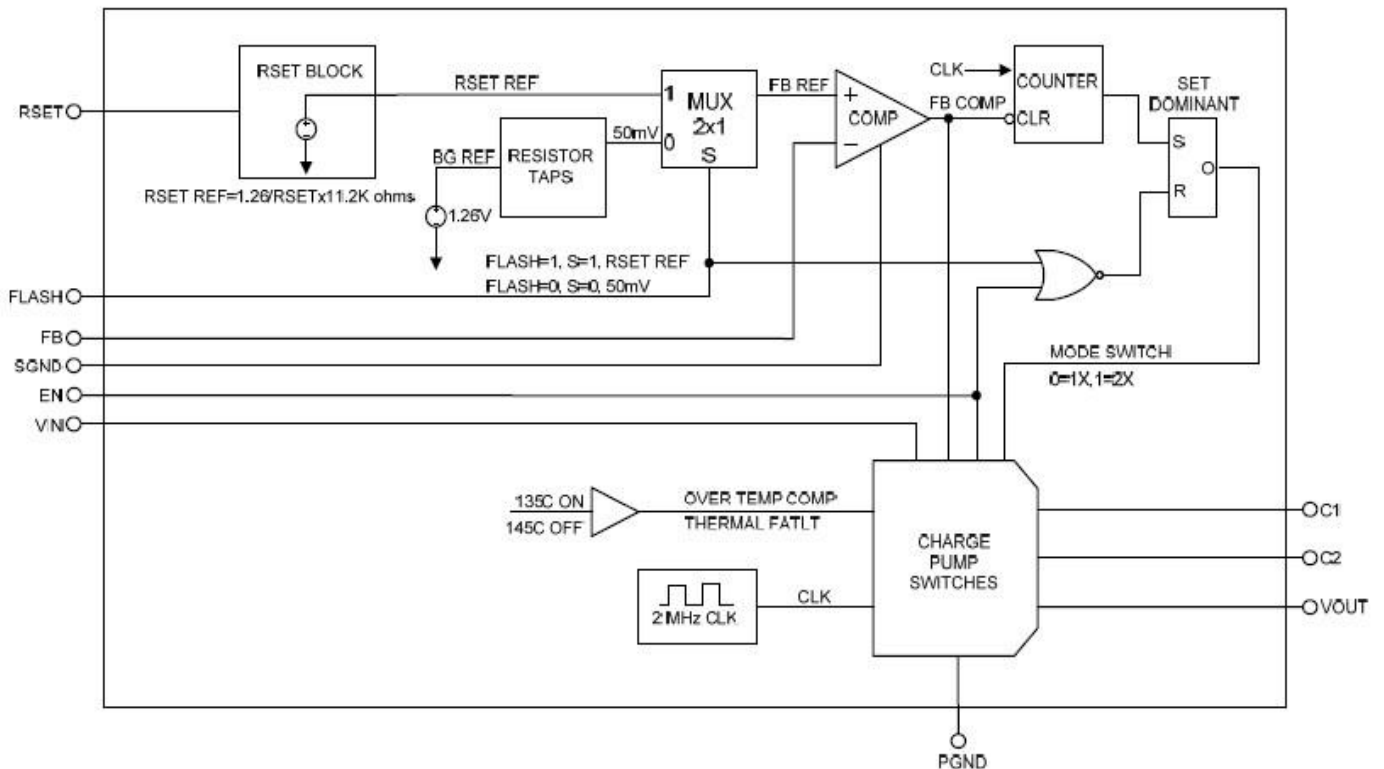 RSET BLOCK
RSET REF
RSET
RSET REF=1.26/RSETx11.2K ohms
BG REF
1.26V
RESISTOR
TAPS
50mV
1
0
MUX
2x1
S
FB REF
+
COMP
−
FB COMP
CLK
COUNTER
CLR
SET
DOMINANT
S
R
O
FLASH=1, S=1, RSET REF
FLASH=0, S=0, 50mV
FLASH
FB
SGND
EN
VIN
MODE SWITCH
0=1X,1=2X
135C ON
145C OFF
OVER TEMP COMP
THERMAL FATLT
CHARGE
PUMP
SWITCHES
C1
C2
VOUT
CLK
PGND